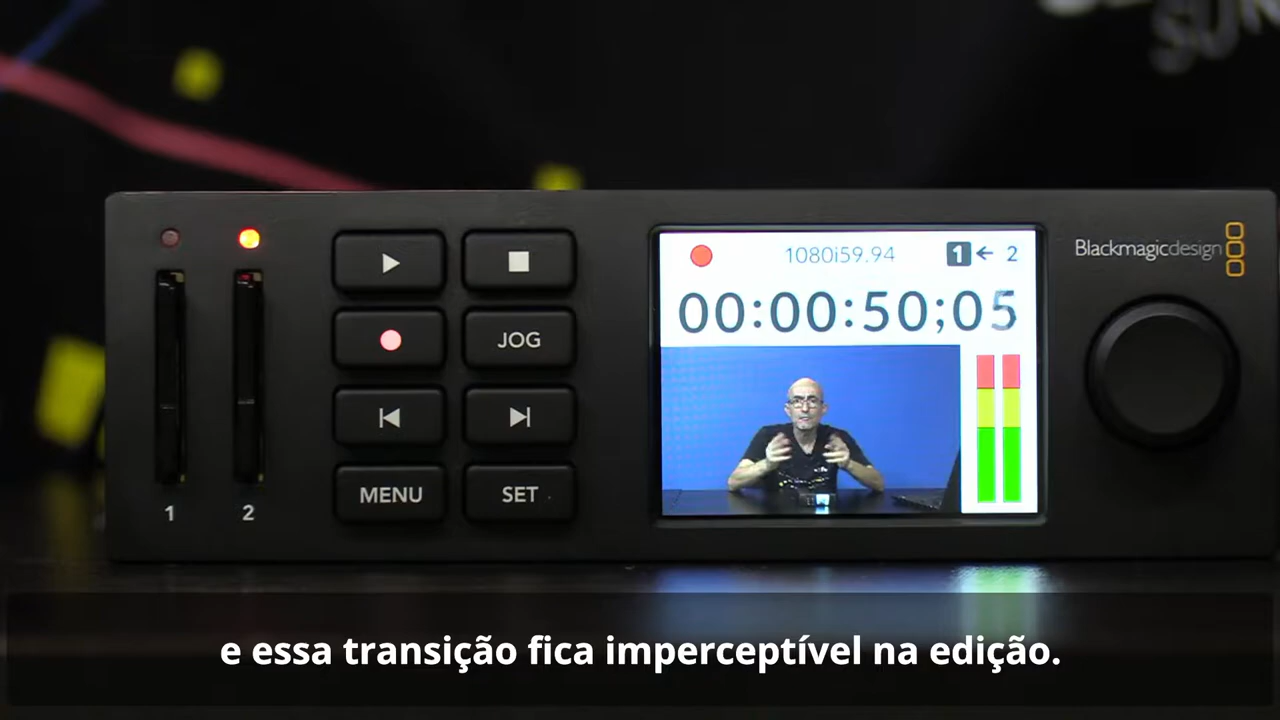 1080i59.94
1 ← 2
00:00:50;05
Blackmagicdesign
JOG
MENU
SET
1
2
e essa transição fica imperceptível na edição.